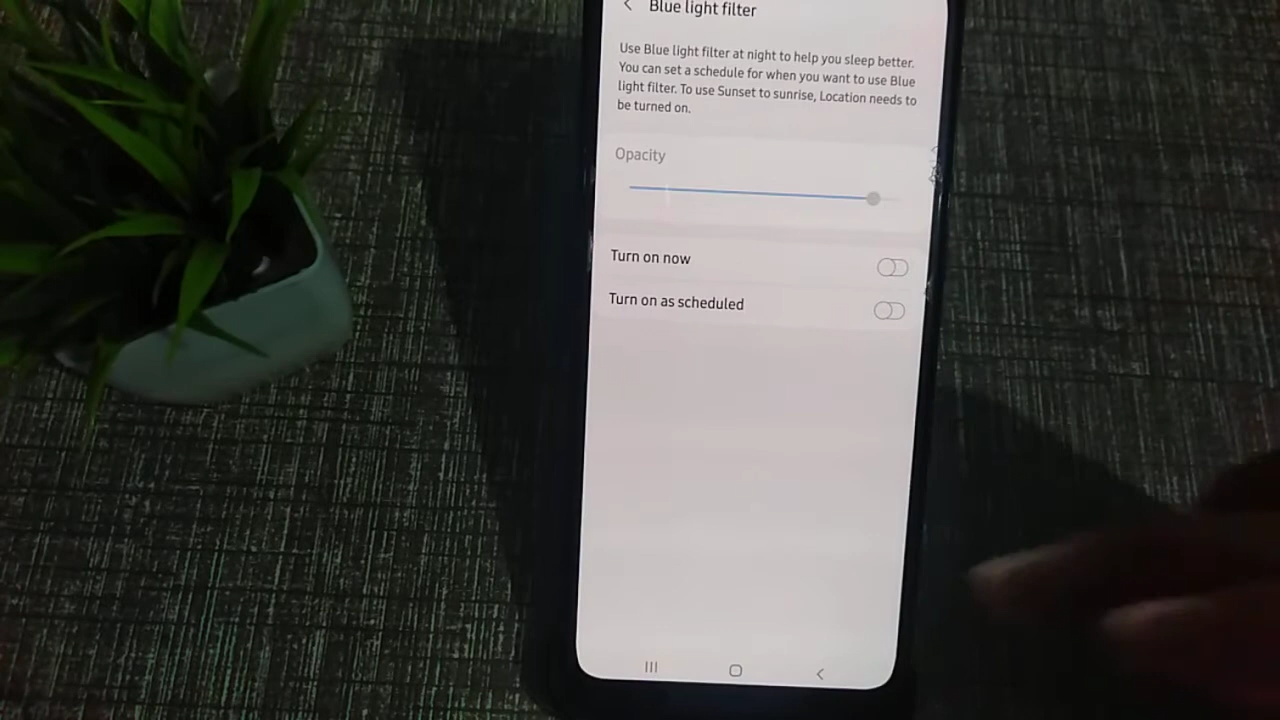 Blue light filter
Use Blue light filter at night to help you sleep better.
You can set a schedule for when you want to use Blue
light filter. To use Sunset to sunrise, Location needs to
be turned on.
Opacity
Turn on now
Turn on as scheduled